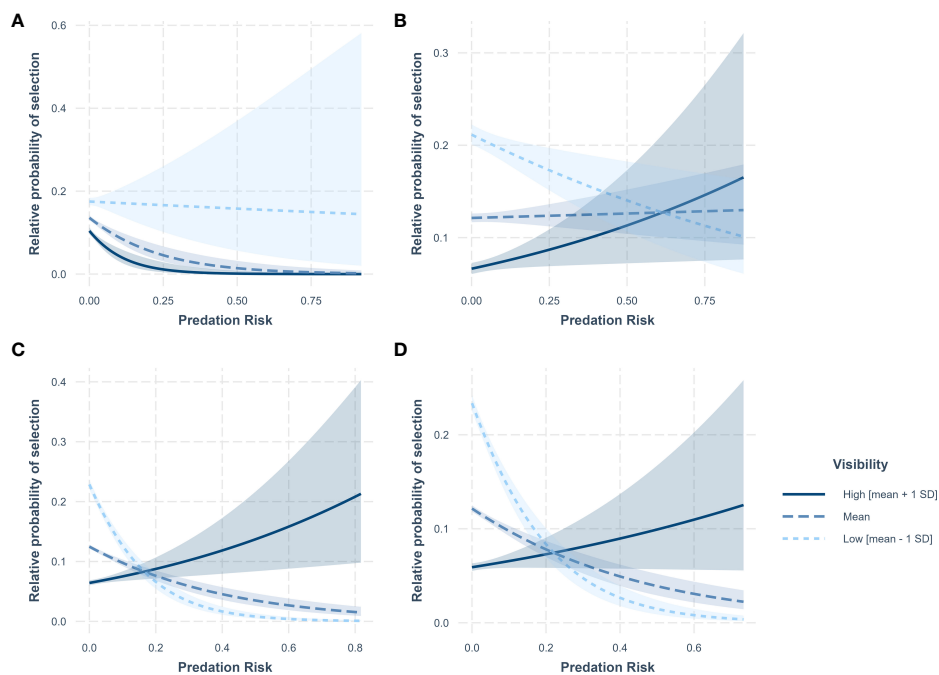 A
B
Relative probability of selection
0.6
0.4
0.2
0.0
0.00
0.25
0.50
0.75
Predation Risk
Relative probability of selection
0.3
0.2
0.1
0.00
0.25
0.50
0.75
Predation Risk
C
D
Relative probability of selection
0.4
0.3
0.2
0.1
0.0
0.0
0.2
0.4
0.6
0.8
Predation Risk
Relative probability of selection
0.2
0.1
0.0
0.0
0.2
0.4
0.6
Predation Risk
Visibility
High [mean + 1 SD]
Mean
Low [mean - 1 SD]